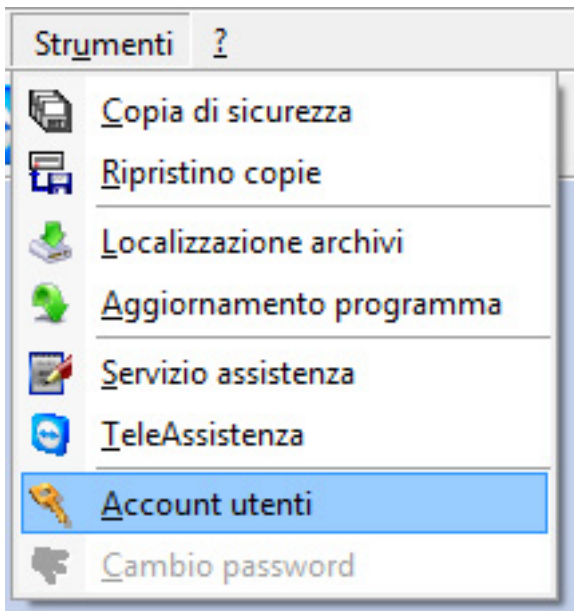 Strumenti ?
Copia di sicurezza
Ripristino copie
Localizzazione archivi
Aggiornamento programma
Servizio assistenza
TeleAssistenza
Account utenti
Cambio password